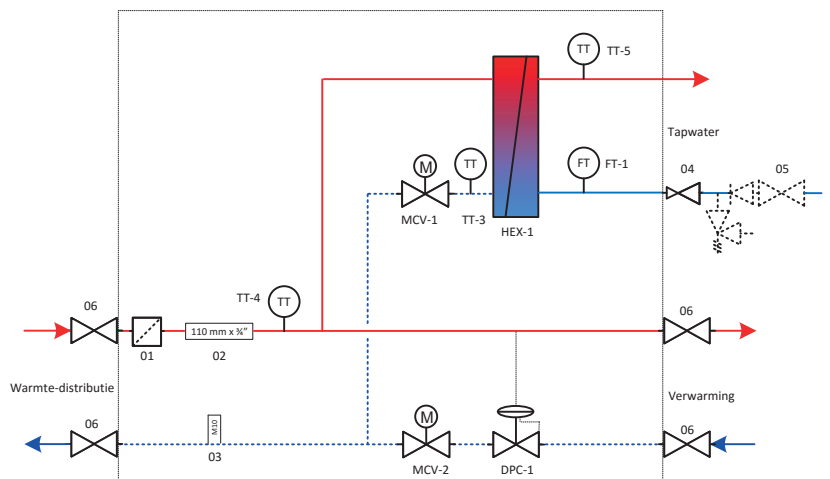 TT
TT-5
Tapwater
M
TT
FT
FT-1
04
05
MCV-1
TT-3
HEX-1
TT-4
TT
06
06
110 mm x ¾"
01
02
Warmte-distributie
Verwarming
06
M10
M
06
03
MCV-2
DPC-1